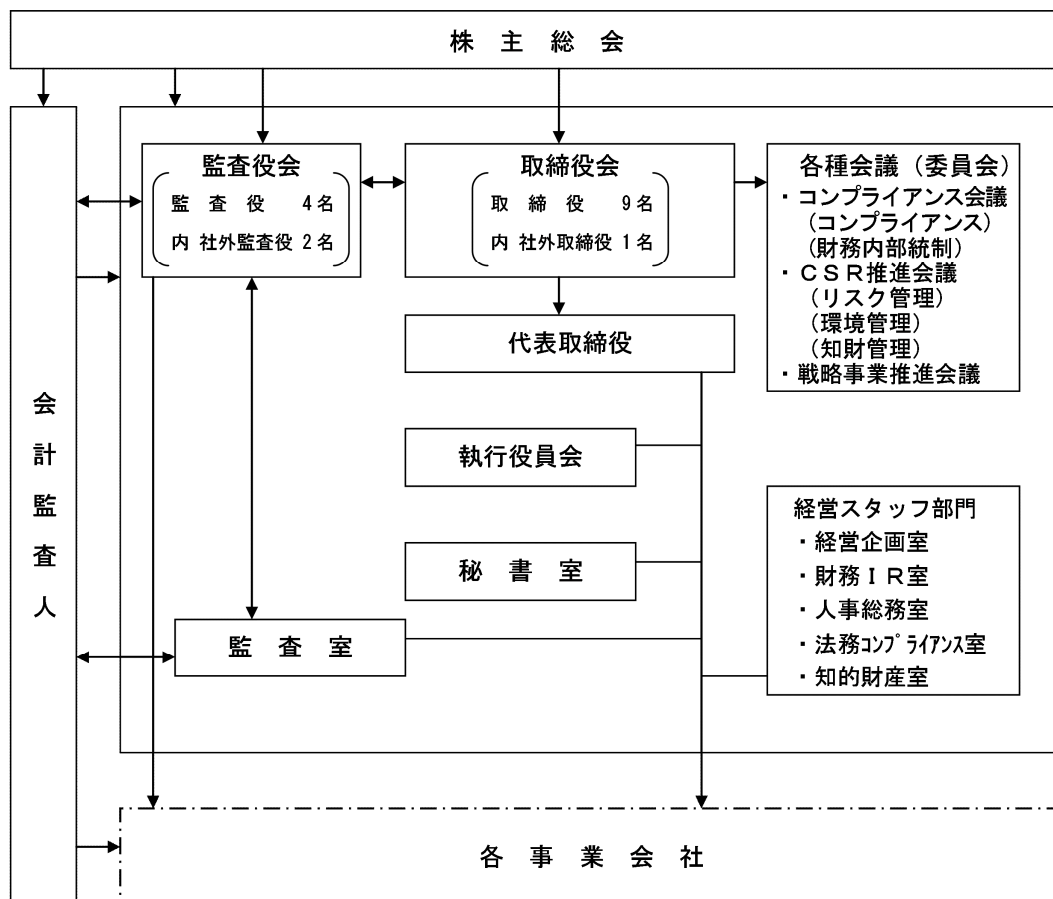 株主総会
監査役会
監査役 4名
内 社外監査役 2名
取締役会
取締役 9名
内 社外取締役 1名
各種会議（委員会）
・コンプライアンス会議
（コンプライアンス）
（財務内部統制）
・ＣＳＲ推進会議
（リスク管理）
（環境管理）
（知財管理）
・戦略事業推進会議
代表取締役
会計監査人
執行役員会
経営スタッフ部門
・経営企画室
・財務ＩＲ室
・人事総務室
・法務ｺﾝﾌﾟﾗｲｱﾝｽ室
・知的財産室
秘書室
監査室
各事業会社